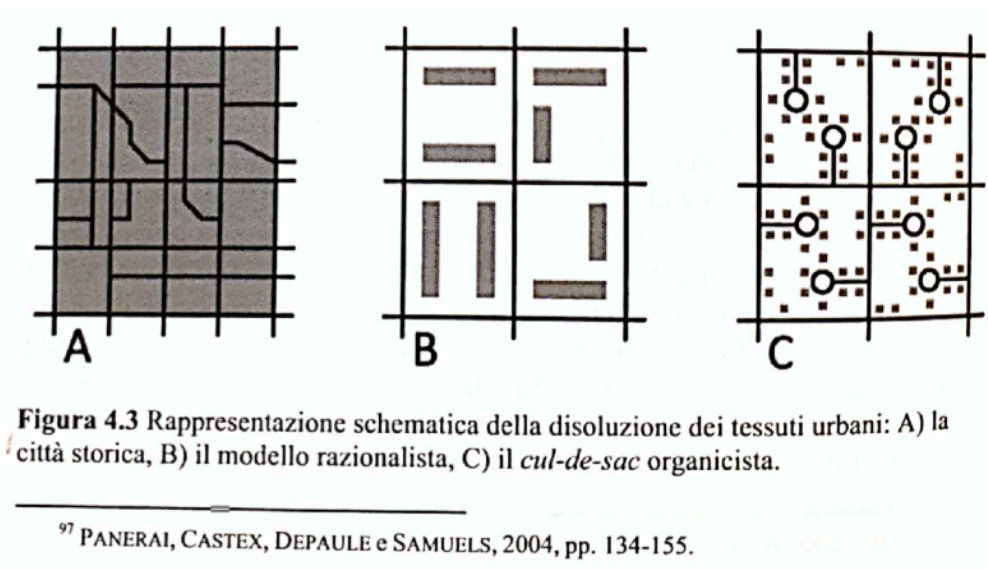 A
B
C
Figura 4.3 Rappresentazione schematica della disoluzione dei tessuti urbani: A) la
città storica, B) il modello razionalista, C) il cul-de-sac organicista.
97 PANERAI, CASTEX, DEPAULE e SAMUELS, 2004, pp. 134-155.